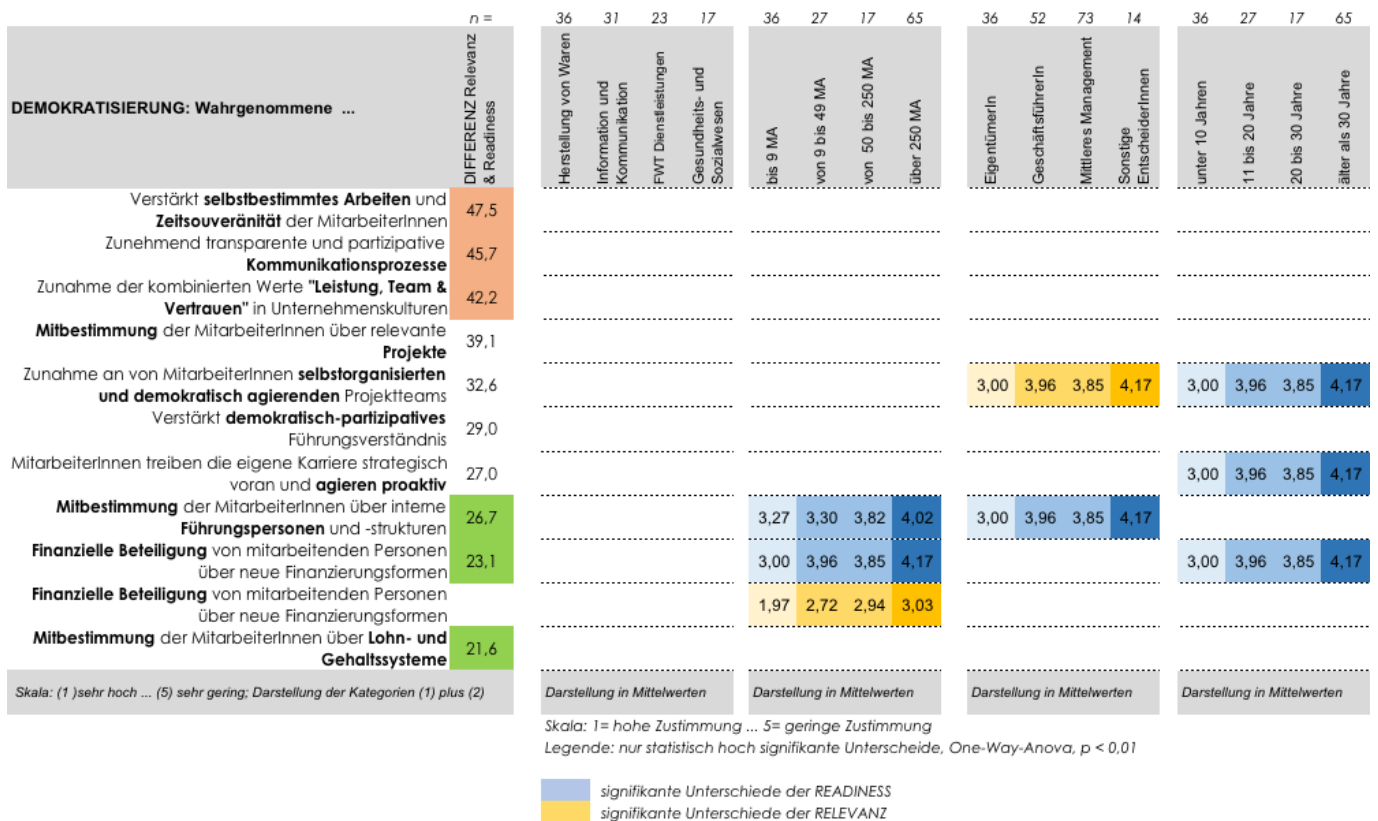 n = 36 31 23 17 36 27 17 65 36 52 73 14 36 27 17 65
DEMOKRATISIERUNG: Wahrgenommene ...
DIFFERENZ Relevanz
& Readiness
Herstellung von Waren
Information und
Kommunikation
FWT Dienstleistungen
Gesundheits- und
Sozialwesen
bis 9 MA
von 9 bis 49 MA
von 50 bis 250 MA
über 250 MA
EigentümerIn
GeschäftsführerIn
Mittleres Management
Sonstige
EntscheiderInnen
unter 10 Jahren
11 bis 20 Jahre
20 bis 30 Jahre
älter als 30 Jahre
Verstärkt selbstbestimmtes Arbeiten und
Zeitsouveränität der MitarbeiterInnen
47,5
Zunehmend transparente und partizipative
Kommunikationsprozesse
45,7
Zunahme der kombinierten Werte "Leistung, Team &
Vertrauen" in Unternehmenskulturen
42,2
Mitbestimmung der MitarbeiterInnen über relevante
Projekte
39,1
Zunahme an von MitarbeiterInnen selbstorganisierten
und demokratisch agierenden Projektteams
32,6 3,00 3,96 3,85 4,17 3,00 3,96 3,85 4,17
Verstärkt demokratisch-partizipatives
Führungsverständnis
29,0
MitarbeiterInnen treiben die eigene Karriere strategisch
voran und agieren proaktiv
27,0 3,00 3,96 3,85 4,17
Mitbestimmung der MitarbeiterInnen über interne
Führungspersonen und -strukturen
26,7 3,27 3,30 3,82 4,02 3,00 3,96 3,85 4,17
Finanzielle Beteiligung von mitarbeitenden Personen
über neue Finanzierungsformen
23,1 3,00 3,96 3,85 4,17 3,00 3,96 3,85 4,17
Finanzielle Beteiligung von mitarbeitenden Personen
über neue Finanzierungsformen
1,97 2,72 2,94 3,03
Mitbestimmung der MitarbeiterInnen über Lohn- und
Gehaltssysteme
21,6
Skala: (1 )sehr hoch ... (5) sehr gering; Darstellung der Kategorien (1) plus (2)
Darstellung in Mittelwerten
Darstellung in Mittelwerten
Darstellung in Mittelwerten
Darstellung in Mittelwerten
Skala: 1= hohe Zustimmung ... 5= geringe Zustimmung
Legende: nur statistisch hoch signifikante Unterscheide, One-Way-Anova, p < 0,01
signifikante Unterschiede der READINESS
signifikante Unterschiede der RELEVANZ